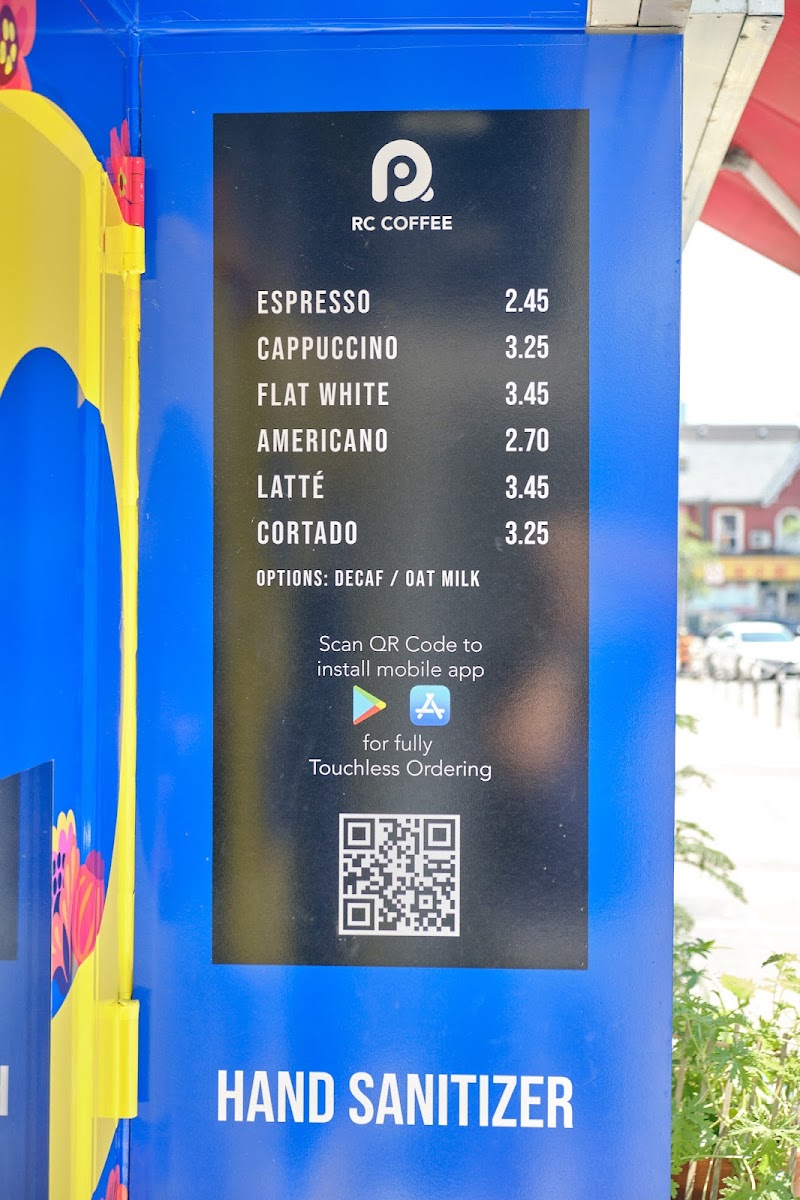 RC COFFEE
ESPRESSO 2.45
CAPPUCCINO 3.25
FLAT WHITE 3.45
AMERICANO 2.70
LATTÉ 3.45
CORTADO 3.25
OPTIONS: DECAF / OAT MILK
Scan QR Code to
install mobile app
for fully
Touchless Ordering
HAND SANITIZER